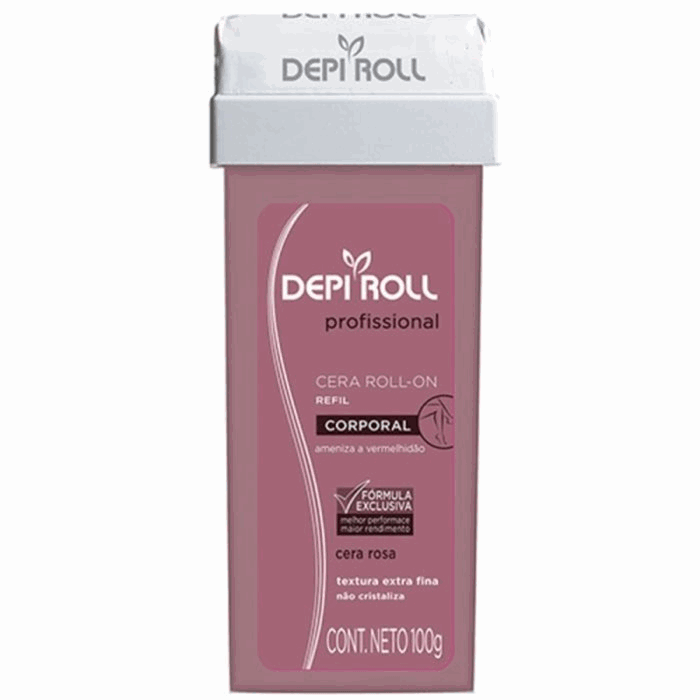 DEPI ROLL
DEPI ROLL
profissional
CERA ROLL-ON
REFIL
CORPORAL
ameniza a vermelhidão
FÓRMULA
EXCLUSIVA
melhor performace
maior rendimento
cera rosa
textura extra fina
não cristaliza
CONT. NETO 100g